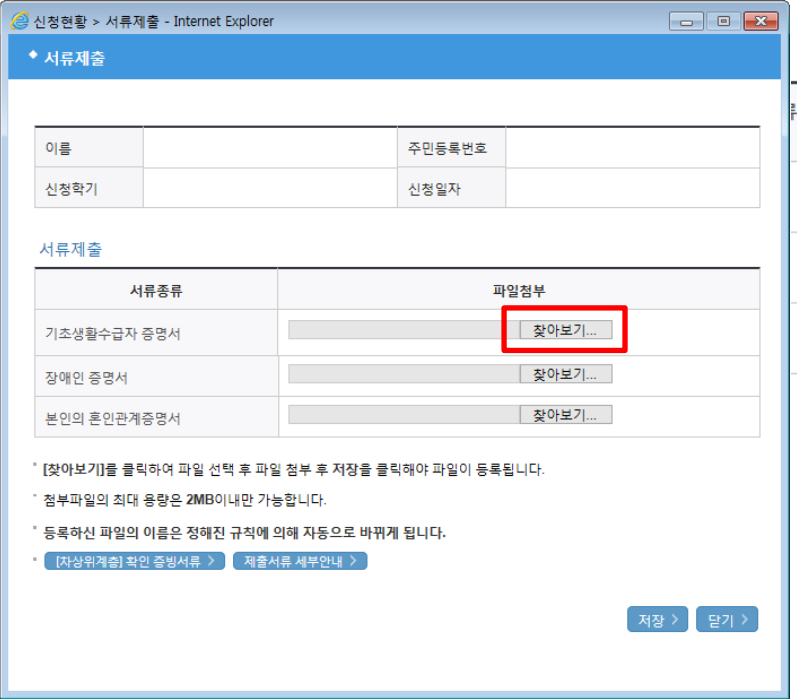 신청현황 > 서류제출 - Internet Explorer
서류제출
이름 주민등록번호
신청학기 신청일자
서류제출
서류종류 파일첨부
기초생활수급자 증명서 찾아보기...
장애인 증명서 찾아보기...
본인의 혼인관계증명서 찾아보기...
[찾아보기]를 클릭하여 파일 선택 후 파일 첨부 후 저장을 클릭해야 파일이 등록됩니다.
첨부파일의 최대 용량은 2MB이내만 가능합니다.
등록하신 파일의 이름은 정해진 규칙에 의해 자동으로 바뀌게 됩니다.
[차상위계층] 확인 증빙서류 > 제출서류 세부안내 >
저장 > 닫기 >